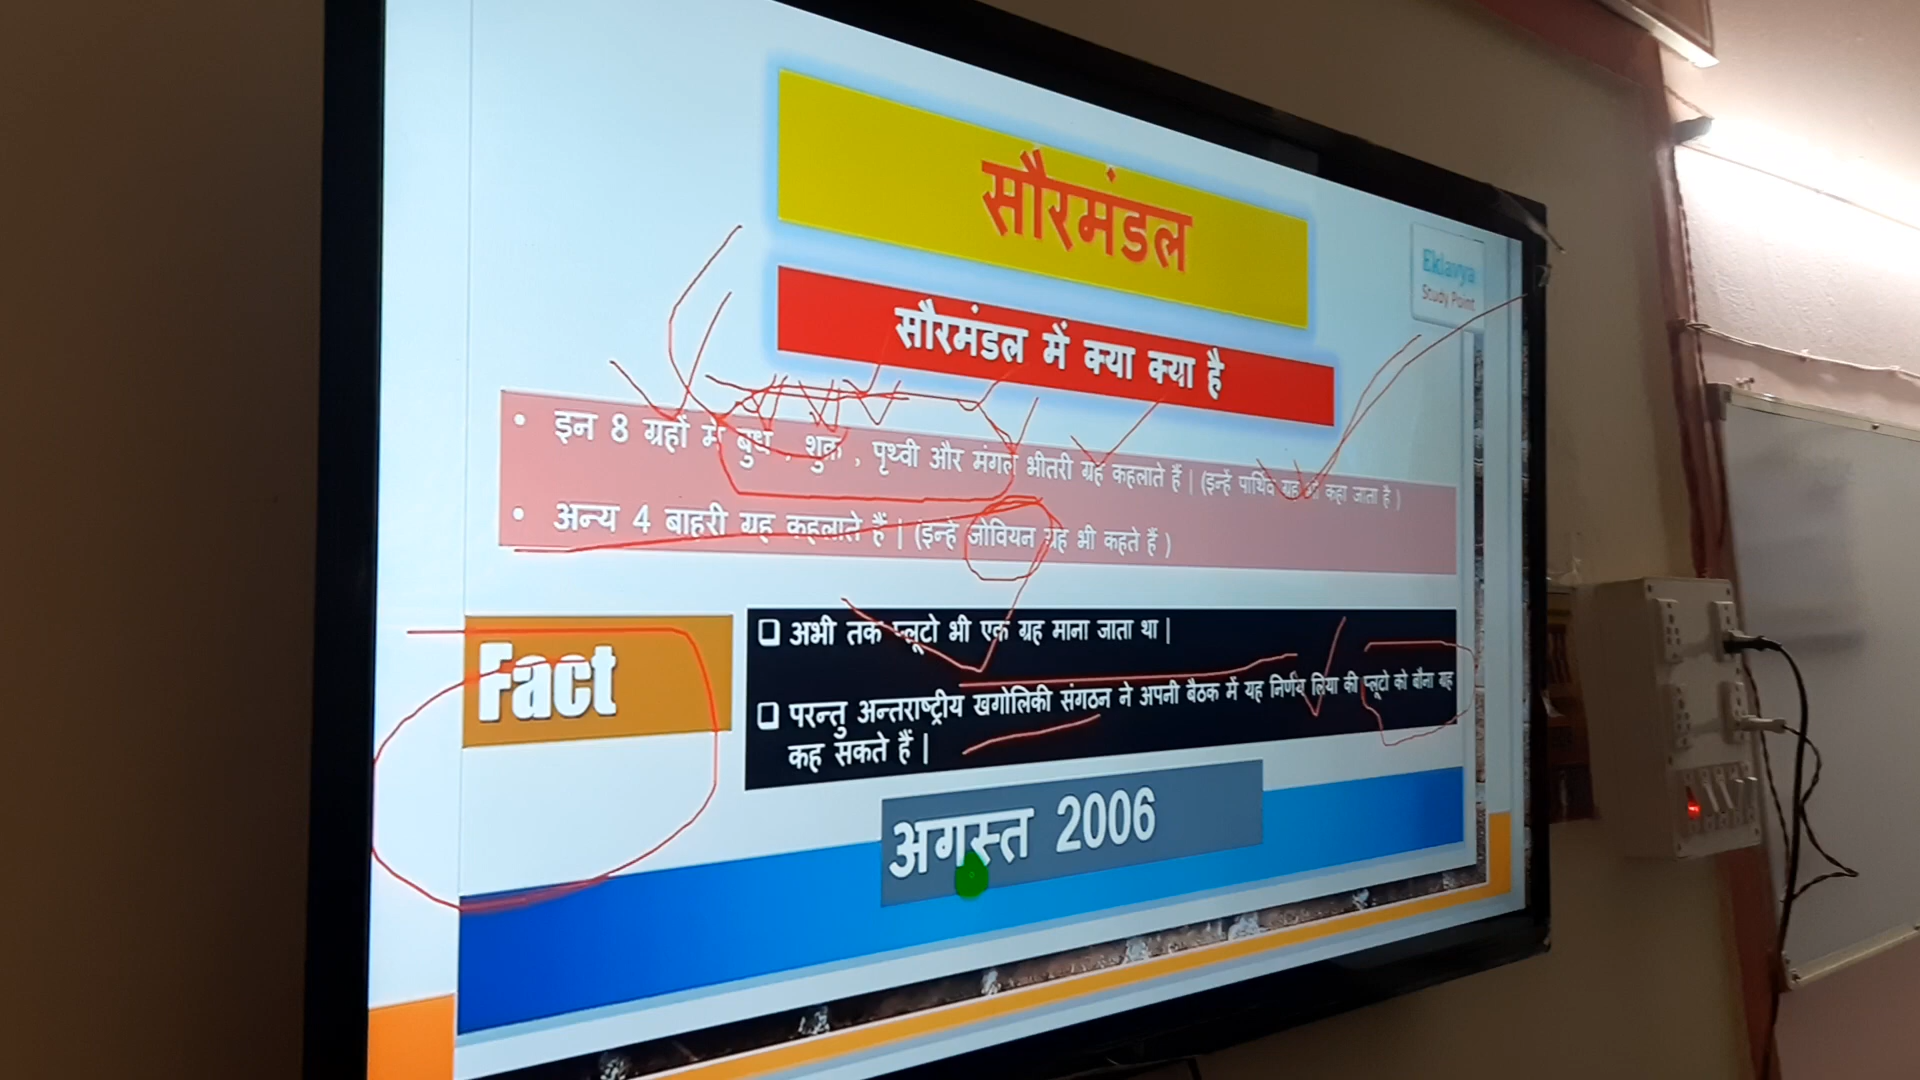 सौरमंडल
Eklavya
Study Point
सौरमंडल में क्या क्या है
• इन 8 ग्रहों में बुध , शुक्र , पृथ्वी और मंगल भीतरी ग्रह कहलाते हैं | (इन्हें पार्थिव ग्रह भी कहा जाता है )
• अन्य 4 बाहरी ग्रह कहलाते हैं | (इन्हे जोवियन ग्रह भी कहते हैं )
Fact
अभी तक प्लूटो भी एक ग्रह माना जाता था |
परन्तु अन्तराष्ट्रीय खगोलिकी संगठन ने अपनी बैठक में यह निर्णय लिया की प्लूटो को बौना ग्रह
कह सकते हैं |
अगस्त 2006